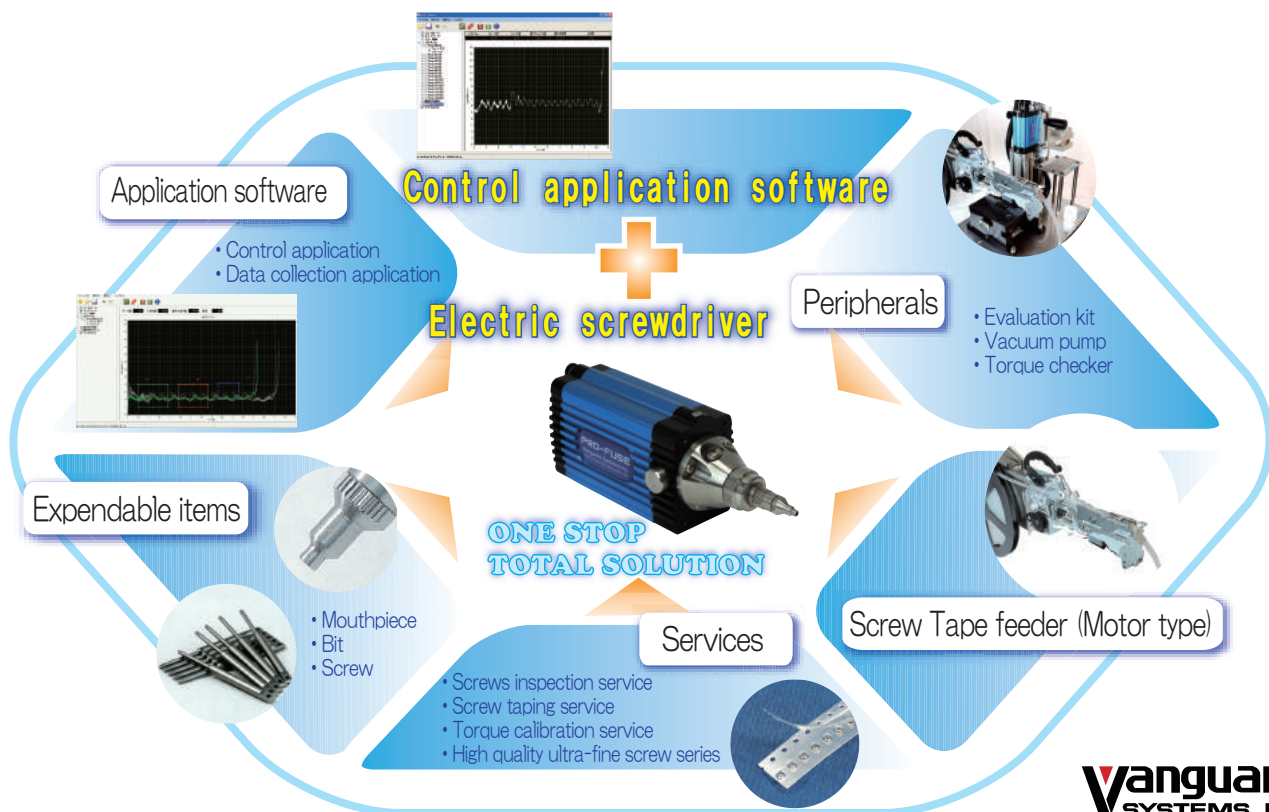 Control application software
Electric screwdriver
Application software
• Control application
• Data collection application
Peripherals
• Evaluation kit
• Vacuum pump
• Torque checker
PRO-FUSE
ONE STOP
TOTAL SOLUTION
Expendable items
• Mouthpiece
• Bit
• Screw
Services
• Screws inspection service
• Screw taping service
• Torque calibration service
• High quality ultra-fine screw series
Screw Tape feeder (Motor type)
Vanguar
SYSTEMS